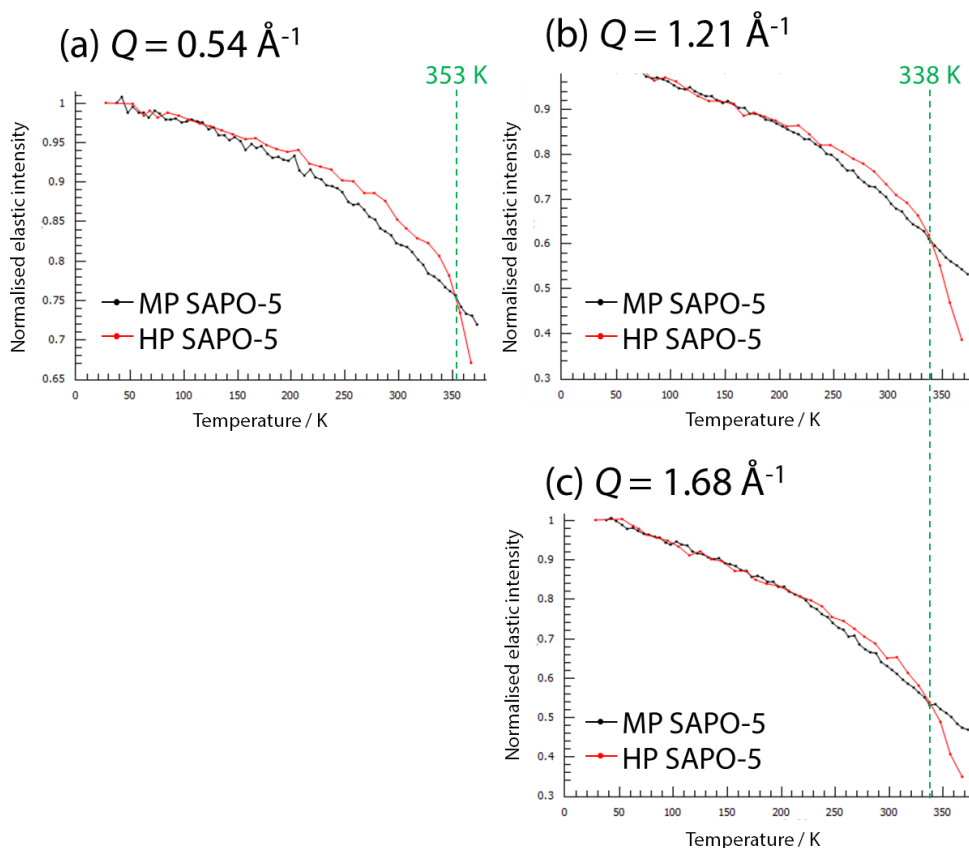 (a) Q = 0.54 Å-1
353 K
Normalised elastic intensity
1
0.95
0.9
0.85
0.8
0.75
0.7
0.65
MP SAPO-5
HP SAPO-5
0 50 100 150 200 250 300 350
Temperature / K
(b) Q = 1.21 Å-1
338 K
Normalised elastic intensity
0.9
0.8
0.7
0.6
0.5
0.4
0.3
MP SAPO-5
HP SAPO-5
0 50 100 150 200 250 300 350
Temperature / K
(c) Q = 1.68 Å-1
Normalised elastic intensity
1
0.9
0.8
0.7
0.6
0.5
0.4
0.3
MP SAPO-5
HP SAPO-5
0 50 100 150 200 250 300 350
Temperature / K